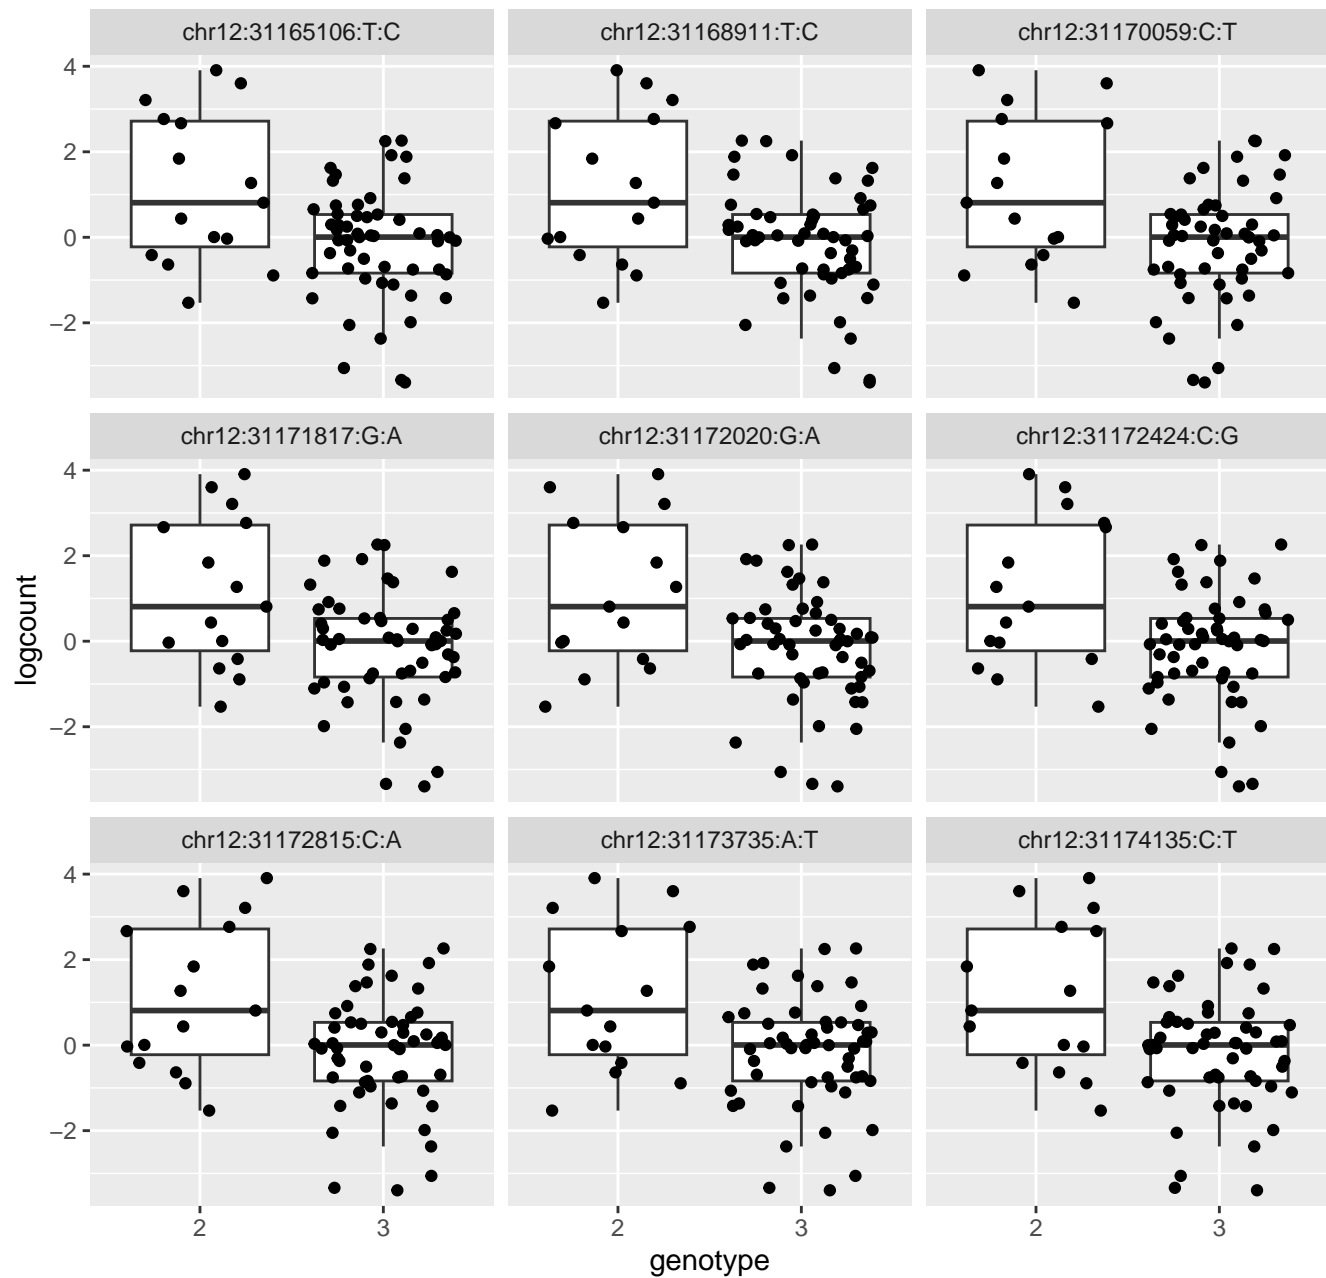 chr12:31165106:T:C chr12:31168911:T:C chr12:31170059:C:T
4
2
0
−2
chr12:31171817:G:A chr12:31172020:G:A chr12:31172424:C:G
4
2
0
−2
logcount
chr12:31172815:C:A chr12:31173735:A:T chr12:31174135:C:T
4
2
0
−2
2 3 2 3 2 3
genotype